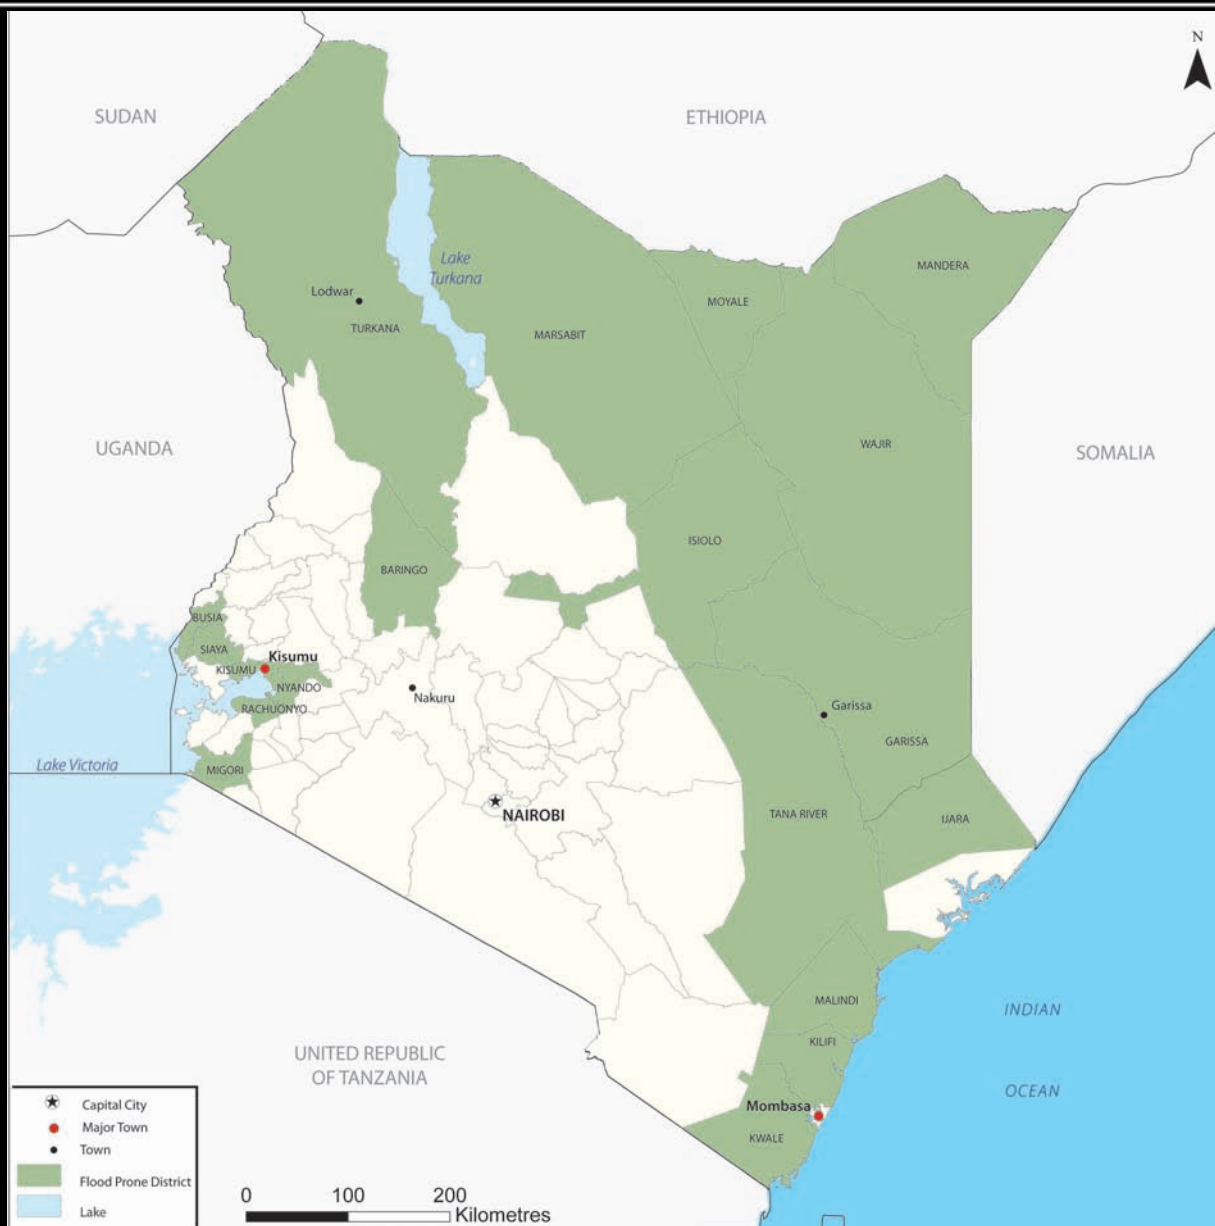 N
SUDAN
ETHIOPIA
MANDERA
Lake
Turkana
Lodwar
MOYALE
TURKANA
MARSABIT
UGANDA
WAJIR
SOMALIA
ISIOLO
BARINGO
BUSIA
SIAYA
Kisumu
KISUMU
NYANDO
Nakuru
RACHUONYO
Garissa
GARISSA
Lake Victoria
MIGORI
NAIROBI
TANA RIVER
IJARA
MALINDI
INDIAN
KILIFI
UNITED REPUBLIC
OF TANZANIA
OCEAN
Mombasa
KWALE
Capital City
Major Town
Town
Flood Prone District
Lake
0 100 200
Kilometres